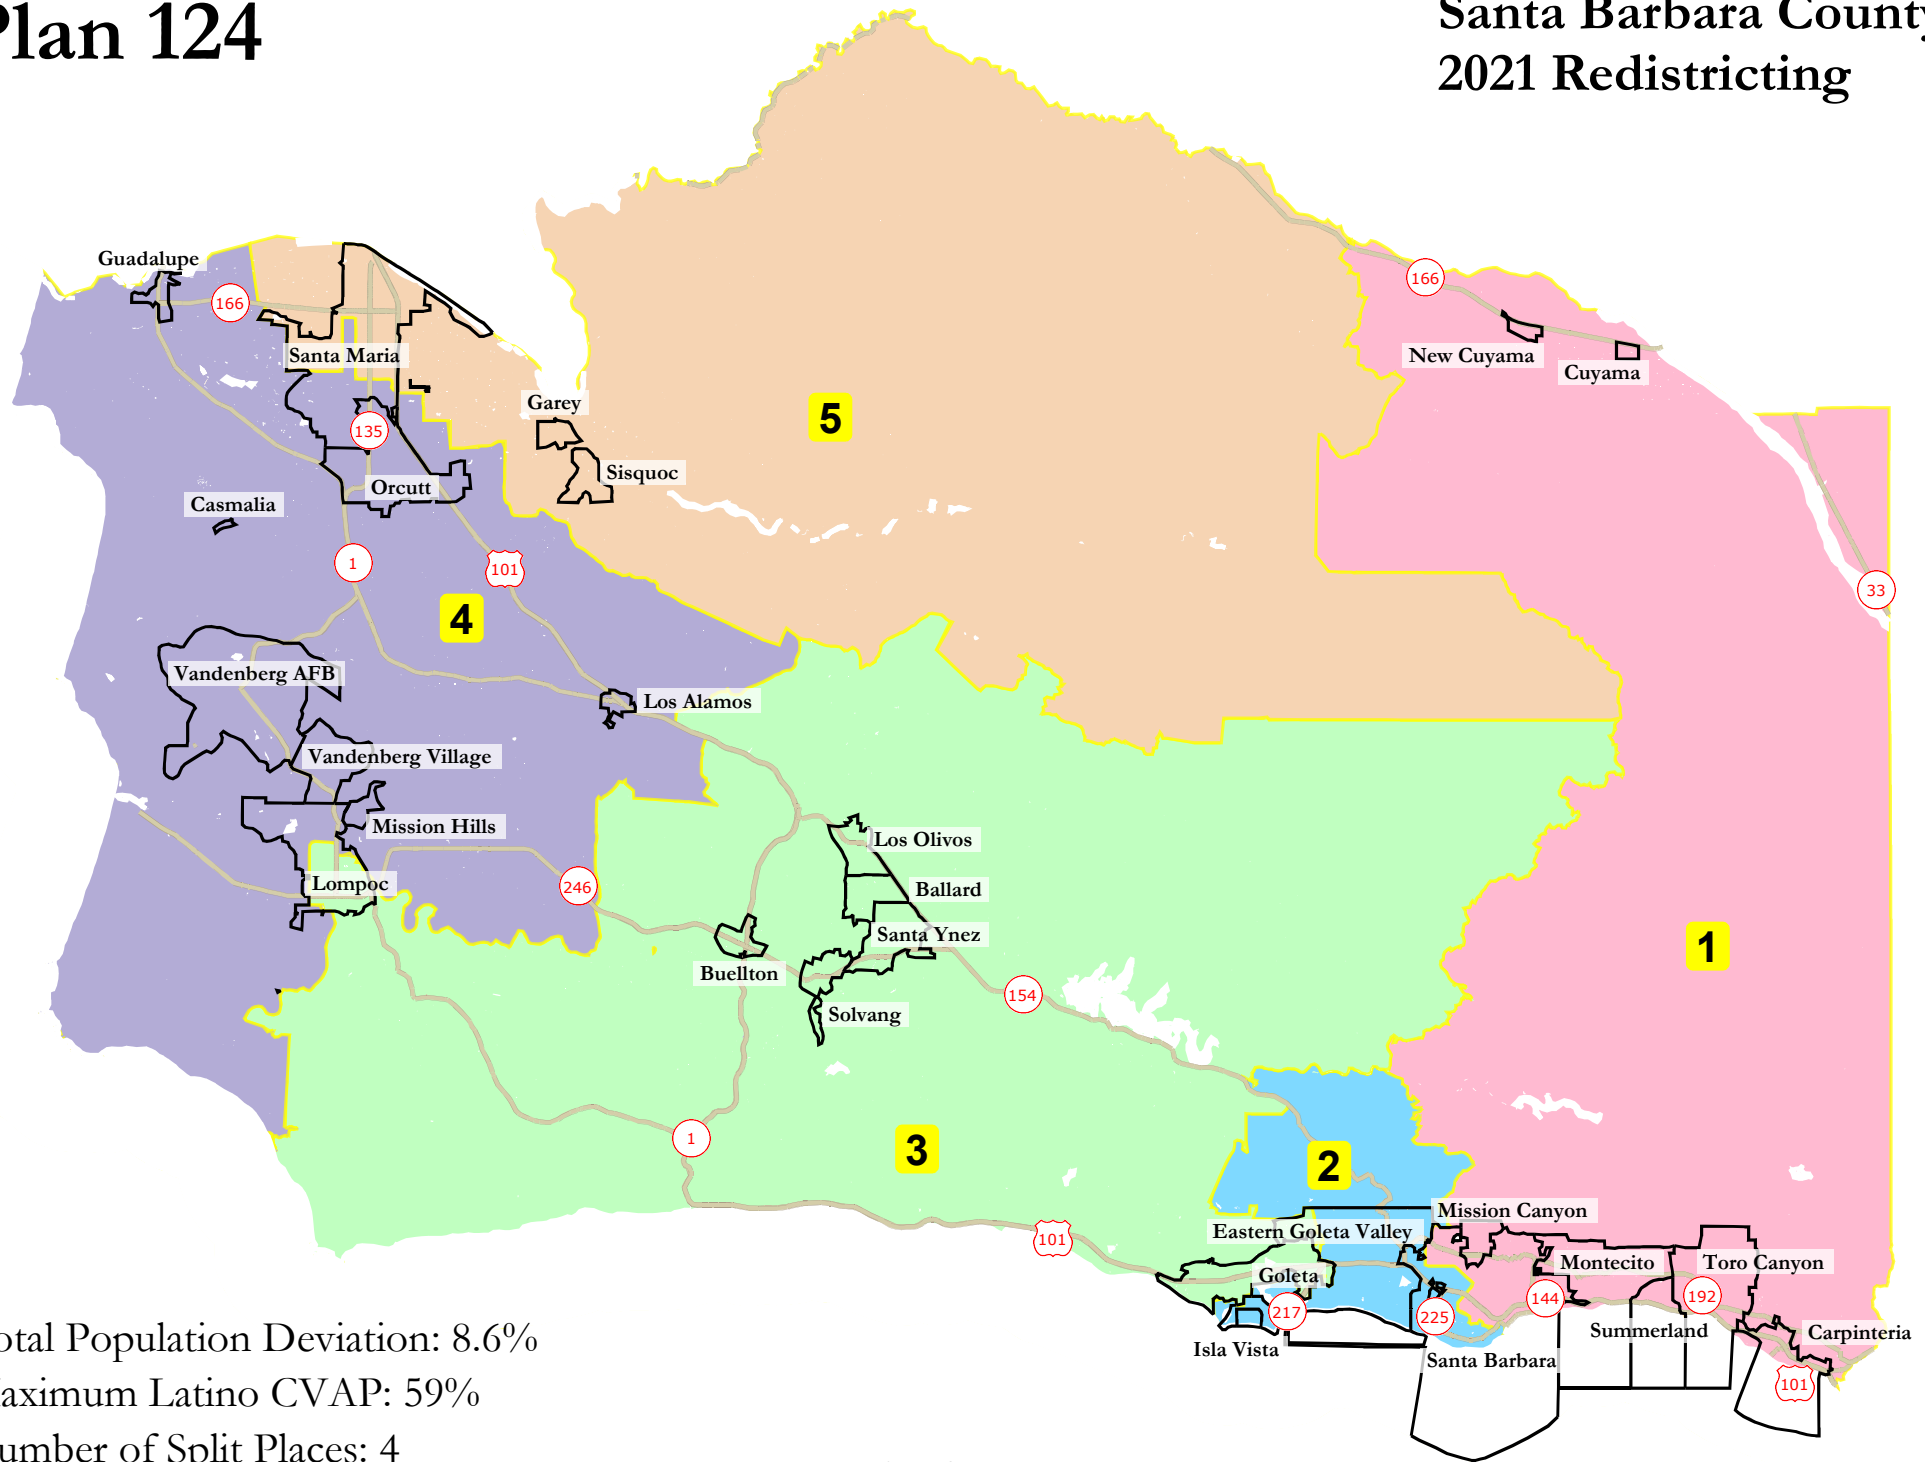 Plan 124
Santa Barbara County
2021 Redistricting
Guadalupe
166
166
Santa Maria
New Cuyama
Cuyama
Garey
5
135
Sisquoc
Orcutt
Casmalia
1
101
33
4
Vandenberg AFB
Los Alamos
Vandenberg Village
Mission Hills
Los Olivos
Lompoc
246
Ballard
Santa Ynez
1
Buellton
154
Solvang
1
3
2
Mission Canyon
Eastern Goleta Valley
101
Montecito
Toro Canyon
Goleta
217
225
144
192
Summerland
Carpinteria
Isla Vista
Santa Barbara
101
otal Population Deviation: 8.6%
aximum Latino CVAP: 59%
umber of Split Places: 4